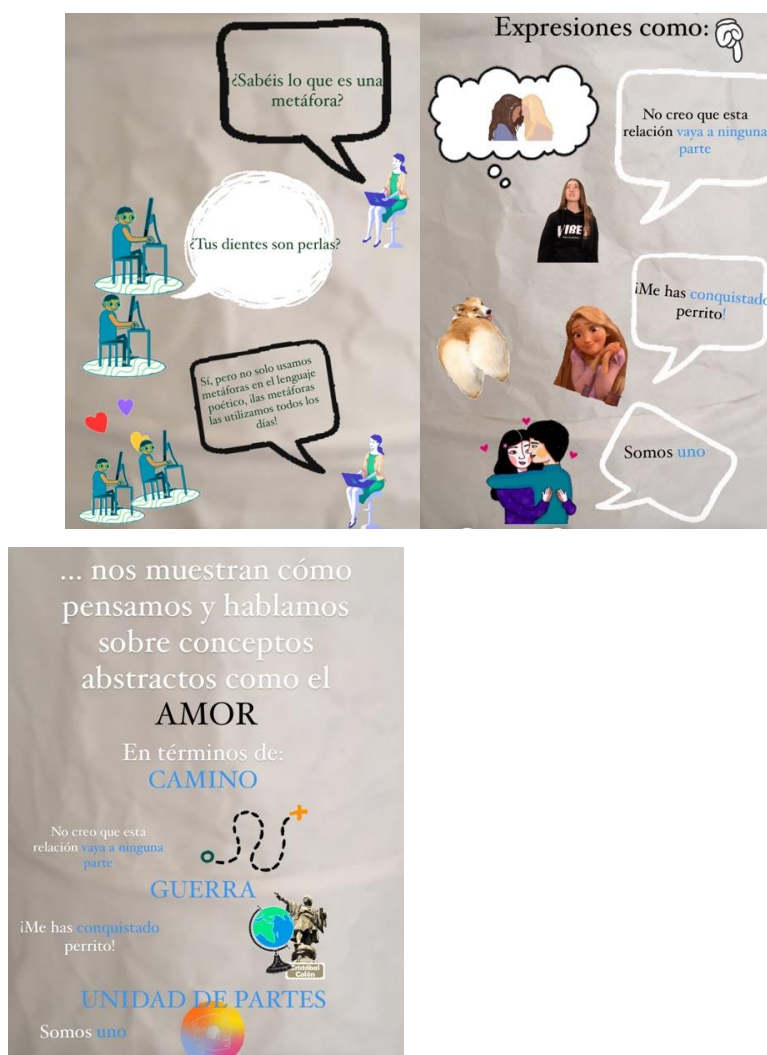 ¿Sabéis lo que es una
metáfora?
¿Tus dientes son perlas?
Sí, pero no solo usamos
metáforas en el lenguaje
poético, ¡las metáforas
las utilizamos todos los
días!
Expresiones como:
No creo que esta
relación vaya a ninguna
parte
VIBE
¡Me has conquistado
perrito!
Somos uno
... nos muestran cómo
pensamos y hablamos
sobre conceptos
abstractos como el
AMOR
En términos de:
CAMINO
No creo que esta
relación vaya a ninguna
parte
GUERRA
¡Me has conquistado
perrito!
Cristóbal
Colón
UNIDAD DE PARTES
Somos uno